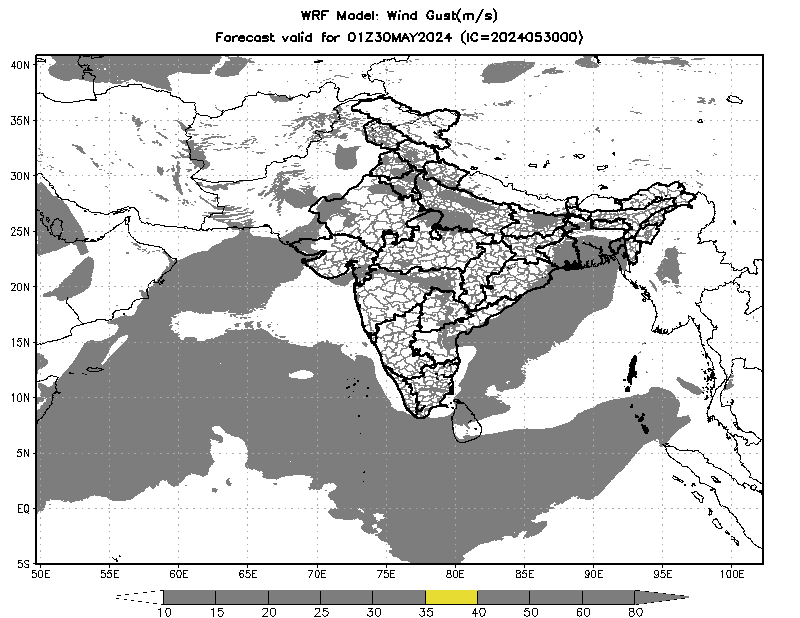 WRF Model: Wind Gust(m/s)
Forecast valid for 01Z30MAY2024 (IC=2024053000)
40N
35N
30N
25N
20N
15N
10N
5N
EQ
5S
50E 55E 60E 65E 70E 75E 80E 85E 90E 95E 100E
10 15 20 25 30 35 40 50 60 80